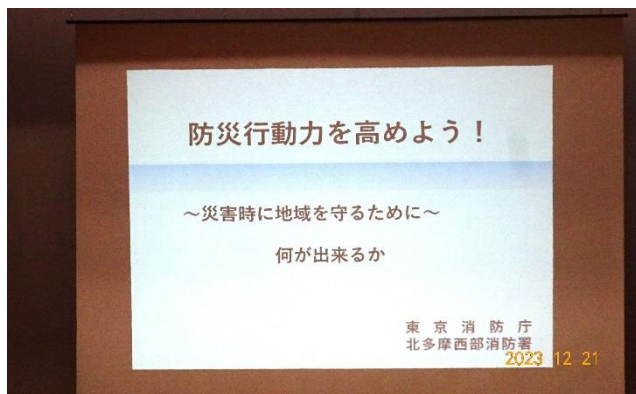 防災行動力を高めよう！
～災害時に地域を守るために～
何が出来るか
東京消防庁
北多摩西部消防署
2023 12 21